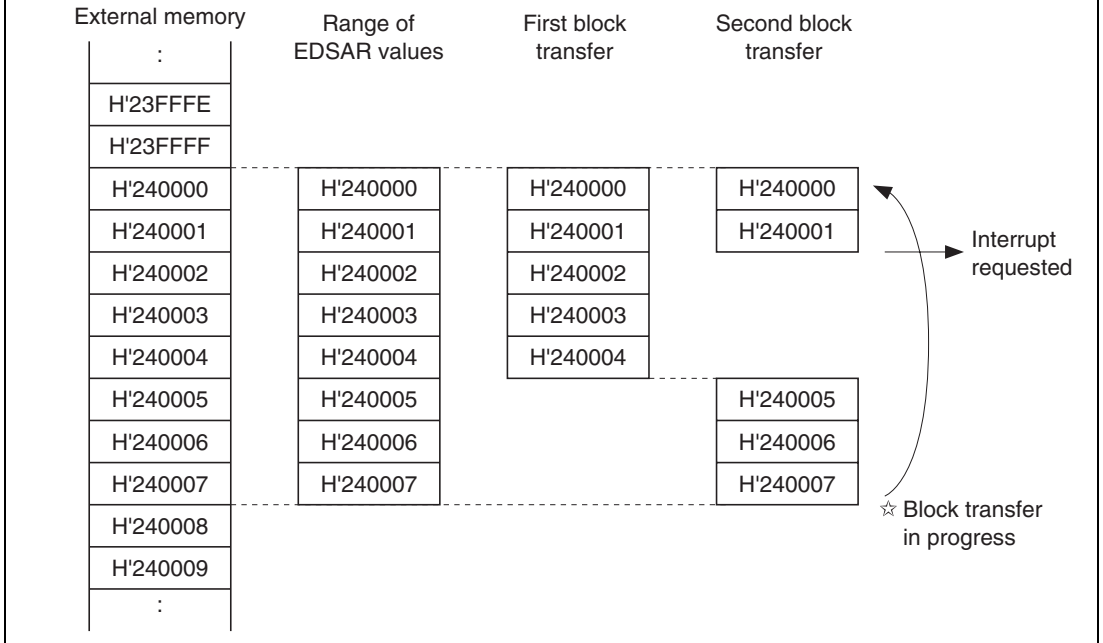 External memory
Range of
EDSAR values
First block
transfer
Second block
transfer
:
H'23FFFE
H'23FFFF
H'240000 H'240000 H'240000 H'240000
H'240001 H'240001 H'240001 H'240001
Interrupt
requested
H'240002 H'240002 H'240002
H'240003 H'240003 H'240003
H'240004 H'240004 H'240004
H'240005 H'240005 H'240005
H'240006 H'240006 H'240006
H'240007 H'240007 H'240007
☆ Block transfer
in progress
H'240008
H'240009
: